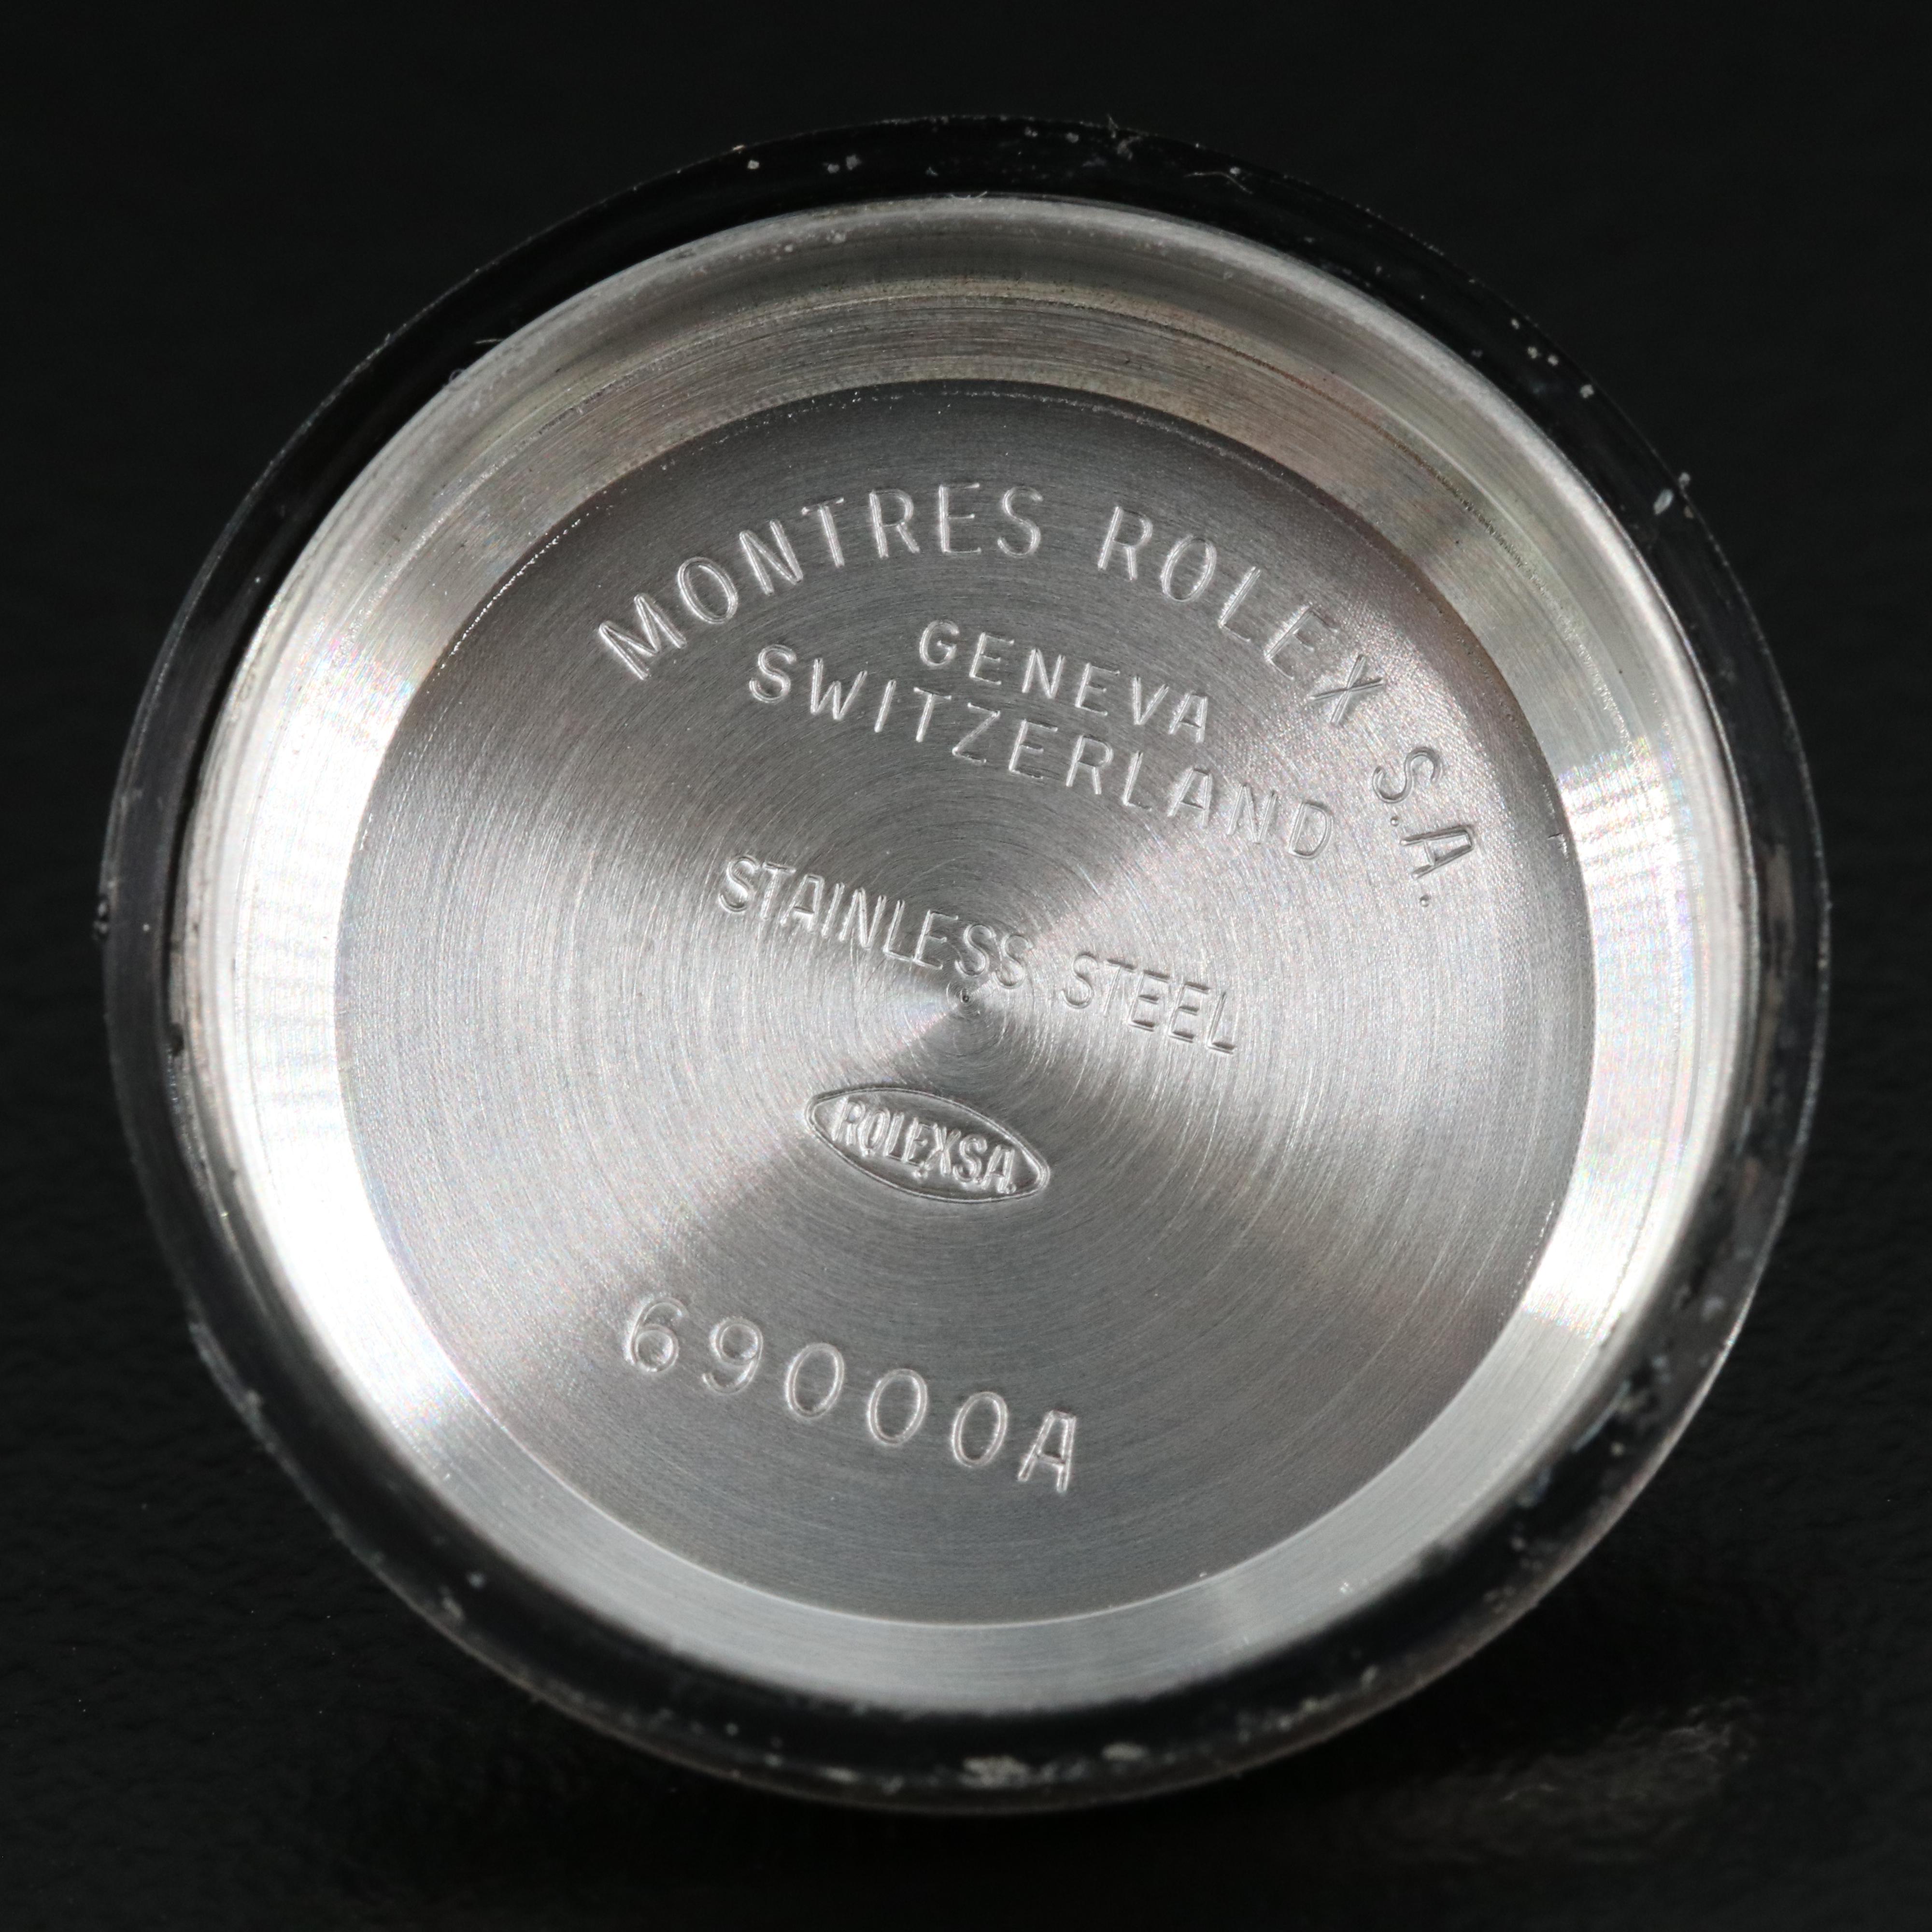 MONTRES ROLEX S.A.
GENEVA
SWITZERLAND
STAINLESS STEEL
ROLEX S.A.
69000A